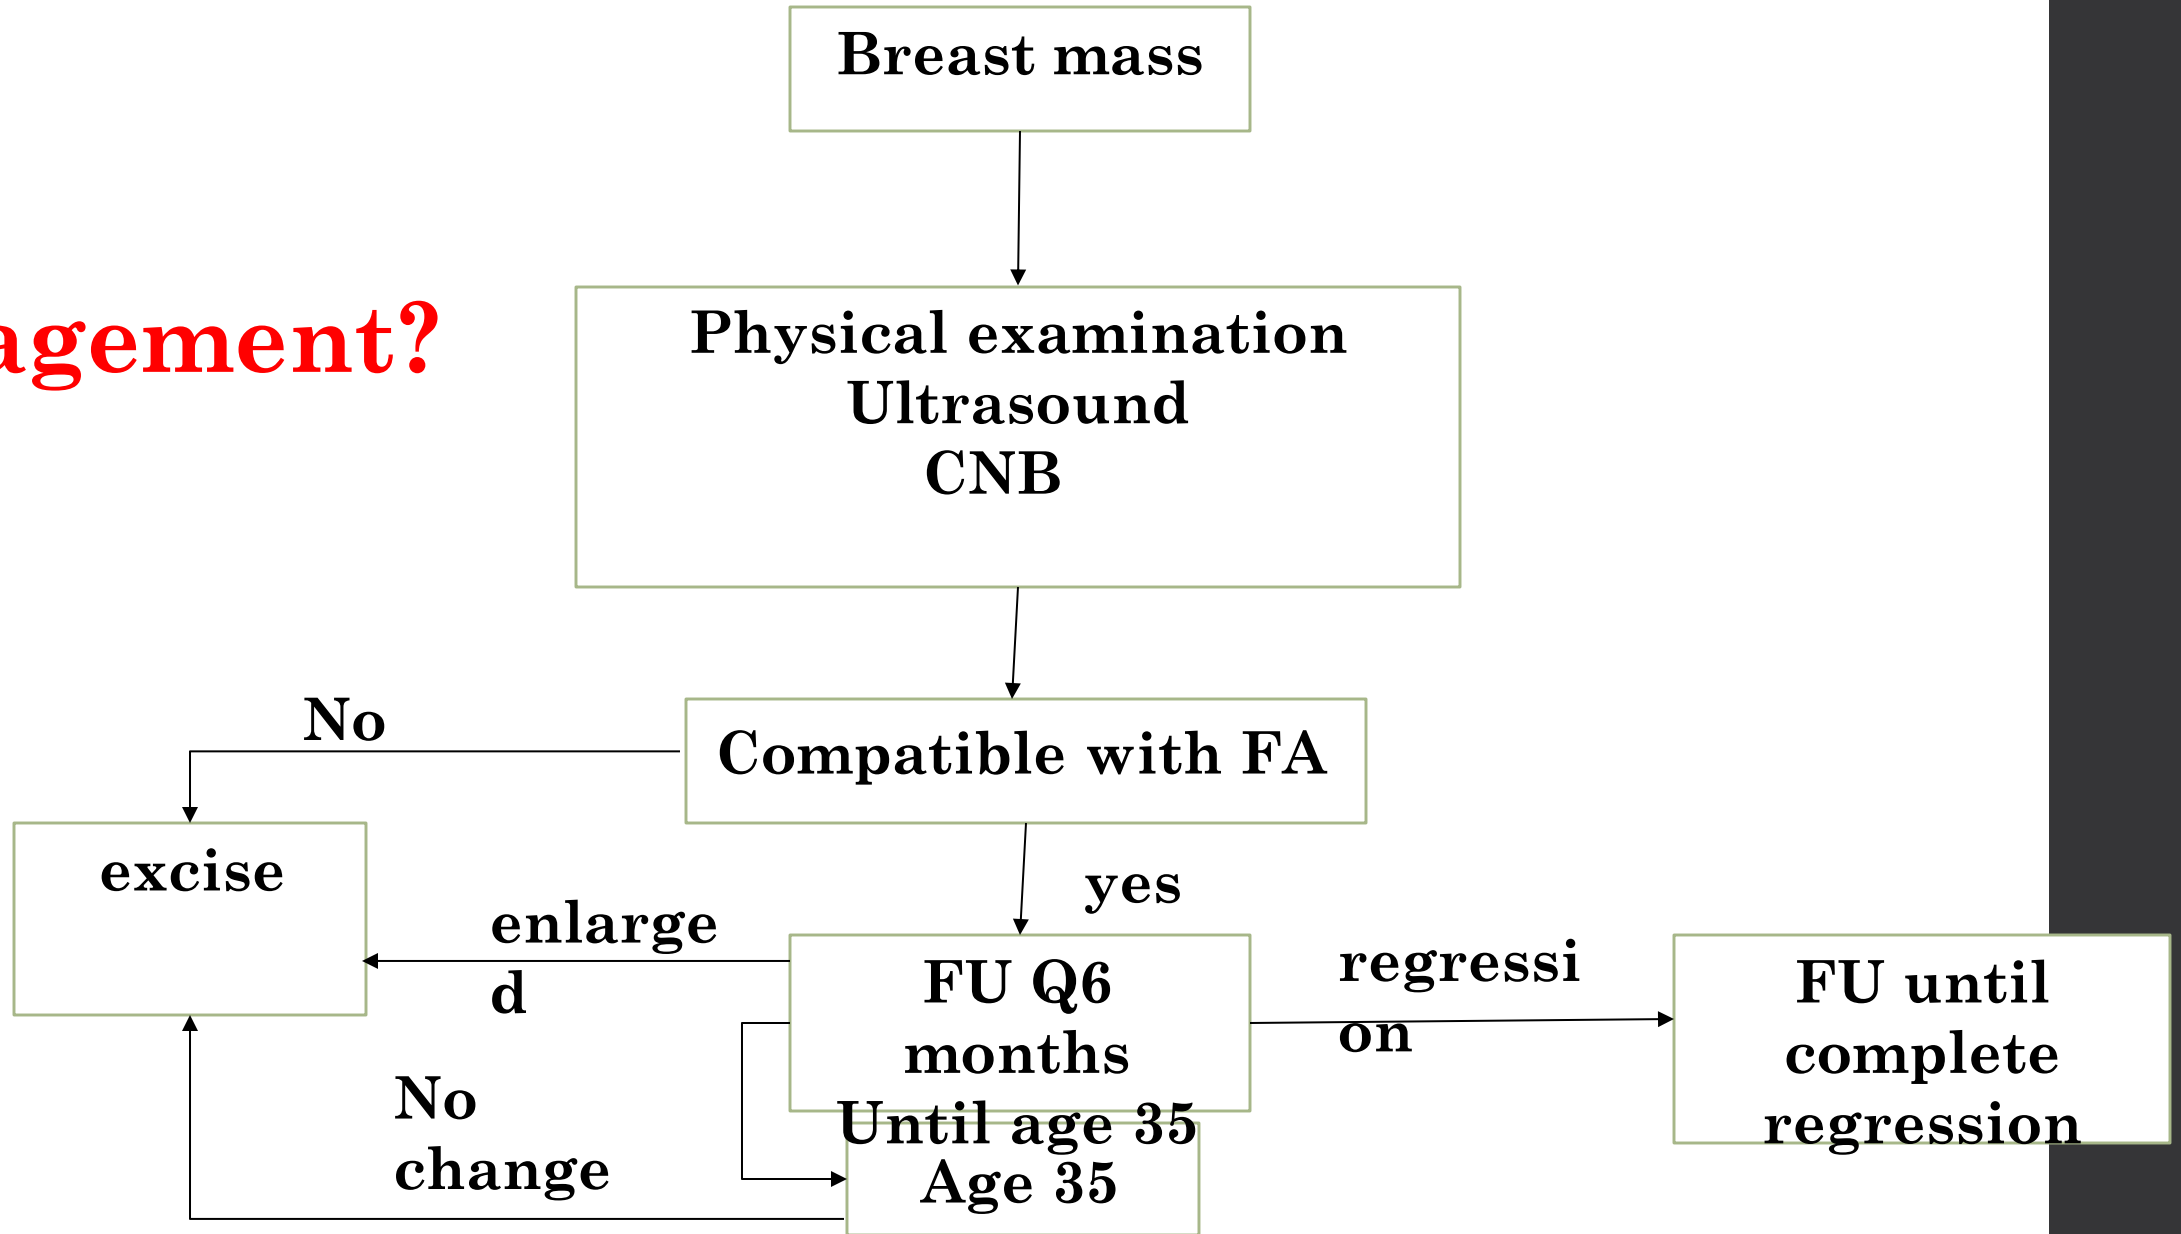 Breast mass
agement?
Physical examination
Ultrasound
CNB
No
Compatible with FA
excise
yes
enlarge
d
FU Q6
months
Until age 35
regressi
on
FU until
complete
regression
No
change
Age 35